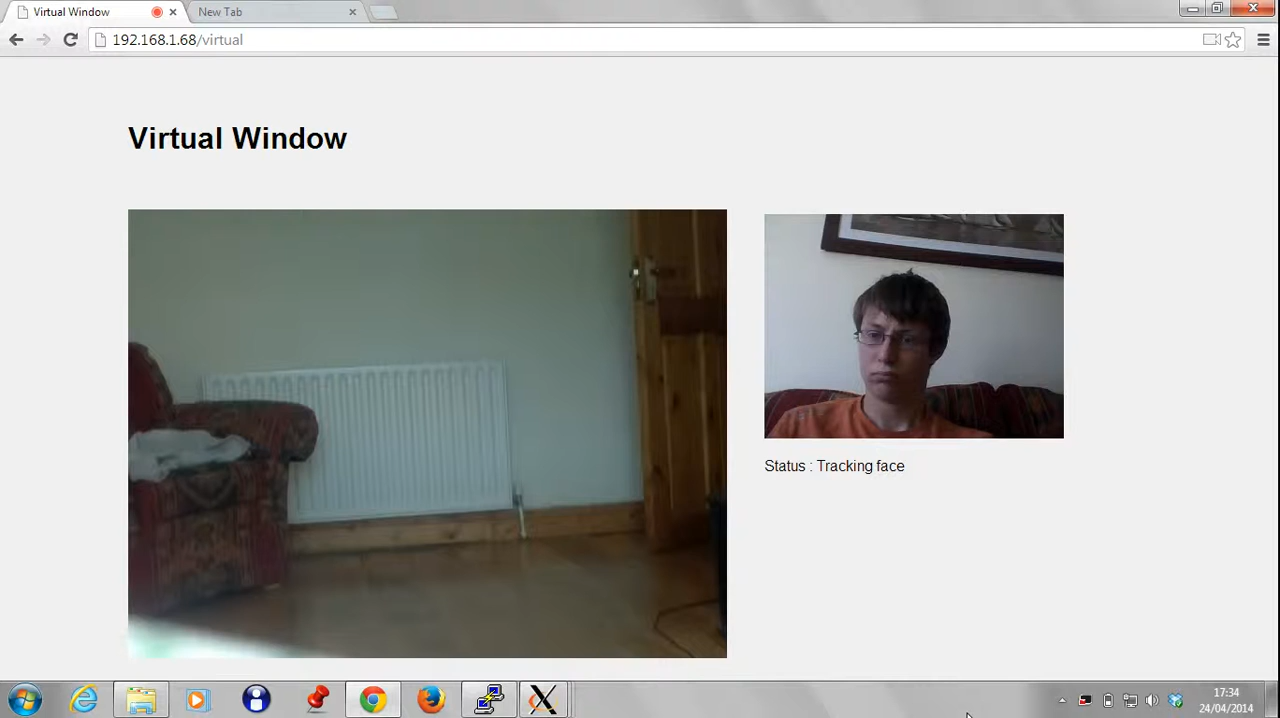 Virtual Window
New Tab
192.168.1.68/virtual
Virtual Window
Status : Tracking face
17:34
24/04/2014